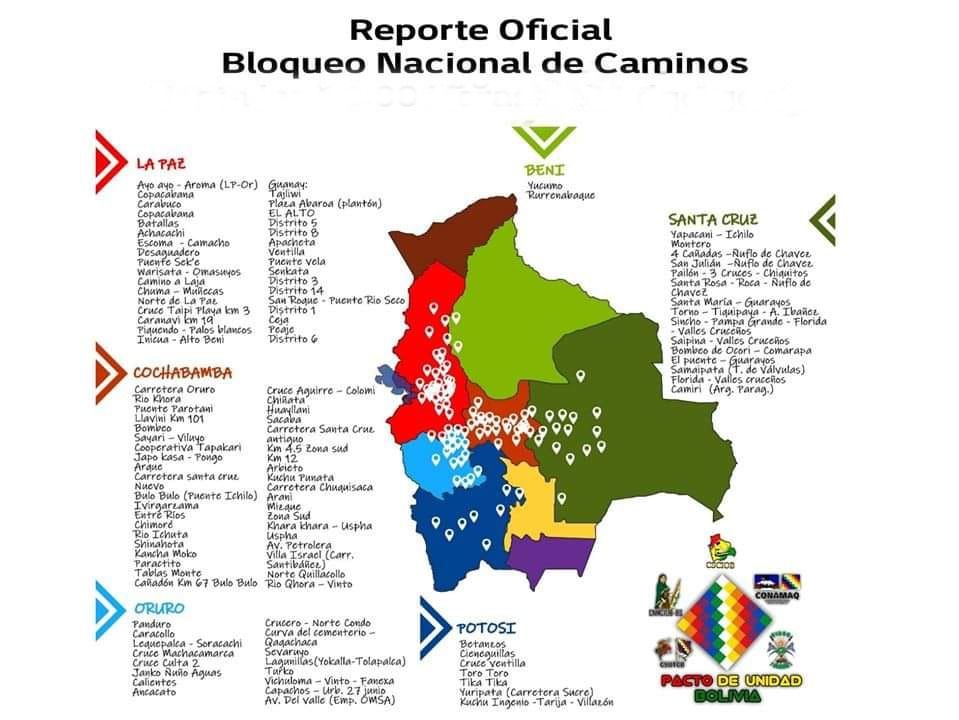 Reporte Oficial
Bloqueo Nacional de Caminos
LA PAZ
Ayo ayo - Aroma (LP-Or)
Copacabana
Carabuco
Copacabana
Batallas
Achacachi
Escoma - Camacho
Desaguadero
Puente Sek'e
Warisata - Omasuyos
Camino a Laja
Chuma - Muñecas
Norte de La Paz
Cruce Taipi Playa km 3
Caranavi km 19
Piquendo - Palos blancos
Inicua - Alto Beni
Guanay:
Tajliwi
Plaza Abaroa (plantón)
EL ALTO
Distrito 5
Distrito 8
Apacheta
Ventilla
Puente vela
Senkata
Distrito 3
Distrito 14
San Roque - Puente Rio Seco
Distrito 1
Ceja
Peaje
Distrito 6
BENI
Yucumo
Rurrenabaque
SANTA CRUZ
Yapacani - Ichilo
Montero
4 Cañadas -Ñuflo de Chavez
San Julián -Ñuflo de Chavez
Pailón - 3 Cruces - Chiquitos
Santa Rosa - Roca - Ñuflo de
Chavez
Santa María - Guarayos
Torno - Tiquipaya - A. Ibañez
Sincho - Pampa Grande - Florida
- Valles Cruceños
Saipina - Valles Cruceños
Bombeo de Ocori - Comarapa
El puente - Guarayos
Samaipata (T. de Válvulas)
Florida - Valles cruceños
Camiri (Arg. Parag.)
COCHABAMBA
Carretera Oruro
Rio Khora
Puente Parotani
Llavini Km 101
Bombeo
Sayari - Viluyo
Cooperativa Tapakari
Japo kasa - Pongo
Arque
Carretera santa cruz
Nuevo
Bulo Bulo (Puente Ichilo)
Ivirgarzama
Entre Ríos
Chimoré
Rio Ichuta
Shinahota
Kancha Moko
Paractito
Tablas Monte
Cañadón Km 67 Bulo Bulo
Cruce Aguirre - Colomi
Chiñata
Huayllani
Sacaba
Carretera Santa Cruz
antiguo
Km 4.5 Zona sud
Km 12
Arbieto
Kuchu Punata
Carretera Chuquisaca
Arani
Mizque
Zona Sud
Khara khara - Uspha
Uspha
Av. Petrolera
Villa Israel (Carr.
Santibáñez)
Norte Quillacollo
Rio Qhora - Vinto
ORURO
Panduro
Caracollo
Lequepalca - Soracachi
Cruce Machacamarca
Cruce Culta 2
Janko Ñuño Aguas
Calientes
Ancacato
Crucero - Norte Condo
Curva del cementerio -
Qaqachaca
Sevaruyo
Lagunillas(Yokalla-Tolapalca)
Turko
Vichuloma - Vinto - Fanexa
Capachos - Urb. 27 junio
Av. Del Valle (Emp. OMSA)
POTOSI
Betanzos
Cieneguillas
Cruce Ventilla
Toro Toro
Tika Tika
Yuripata (Carretera Sucre)
Kuchu Ingenio -Tarija - Villazón
CSCIOB
CONAMAQ
PACTO DE UNIDAD
BOLIVIA